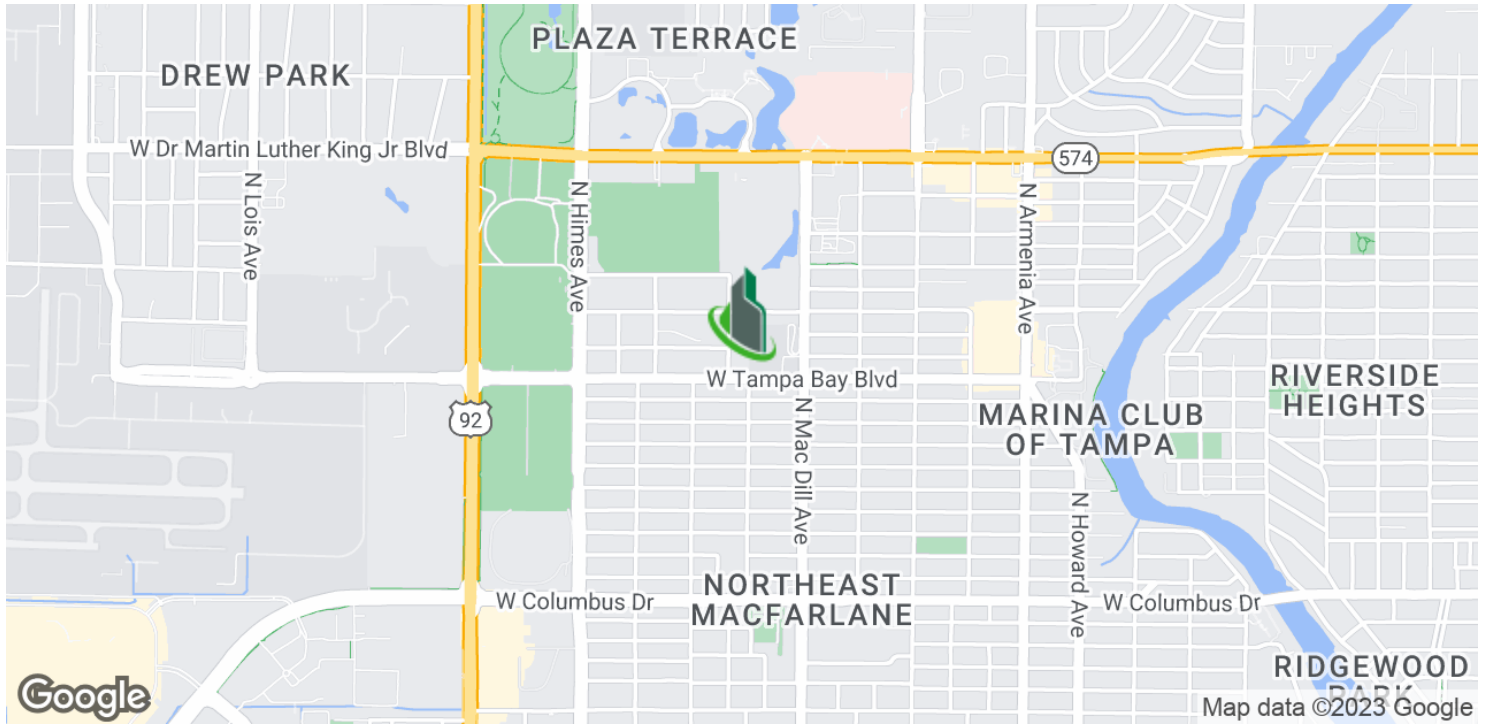 PLAZA TERRACE
DREW PARK
W Dr Martin Luther King Jr Blvd
574
N Lois Ave
N Himes Ave
N Armenia Ave
W Tampa Bay Blvd
92
RIVERSIDE
HEIGHTS
MARINA CLUB
OF TAMPA
N Mac Dill Ave
N Howard Ave
NORTHEAST
MACFARLANE
W Columbus Dr
W Columbus Dr
RIDGEWOOD
PARK
Google
Map data ©2023 Google